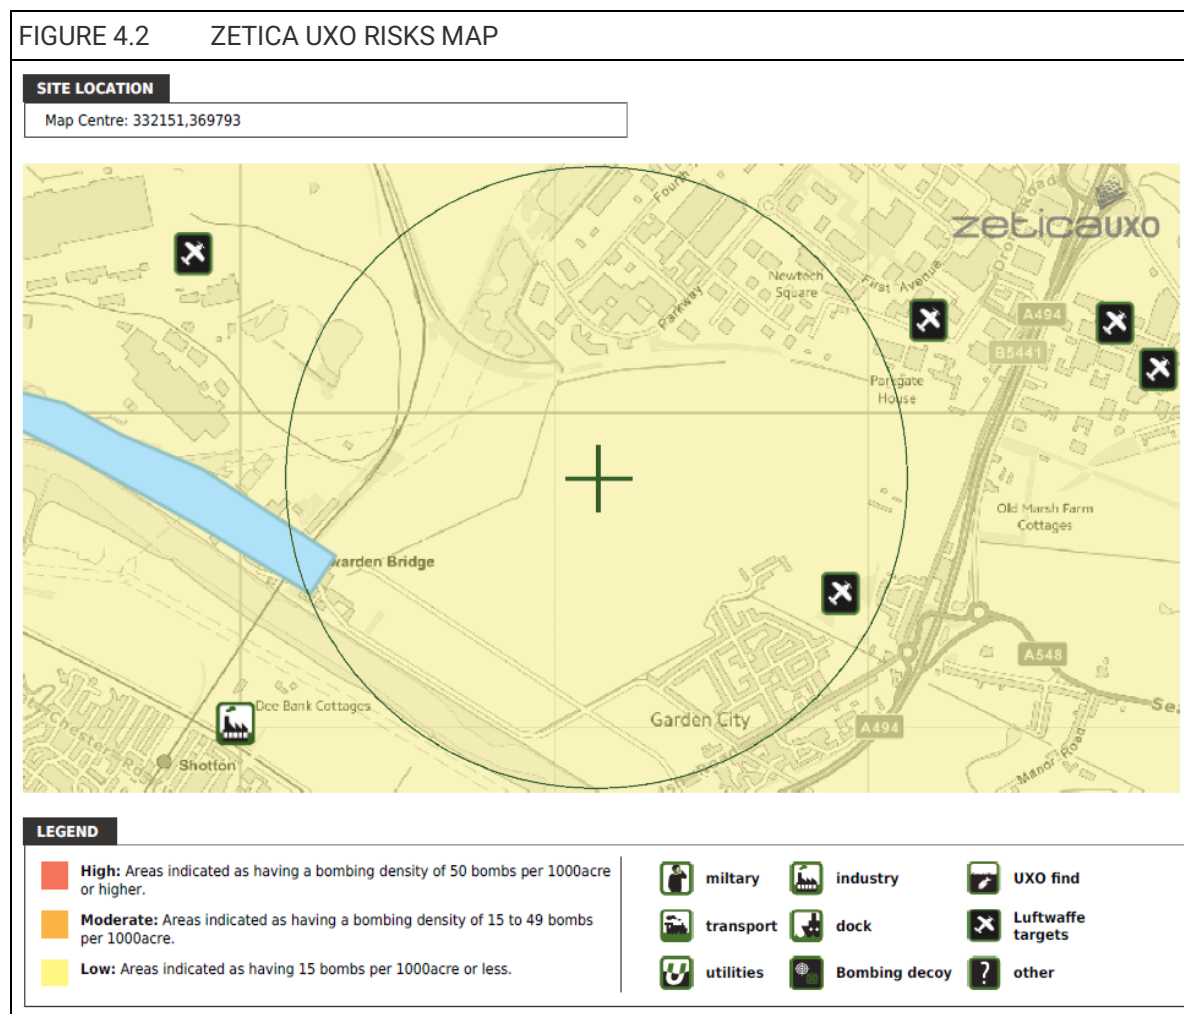 FIGURE 4.2 ZETICA UXO RISKS MAP
SITE LOCATION
Map Centre: 332151,369793
Fourth
Road
zeticauxo
Newtech
Square
First Avenue
Parkway
A494
B5441
Parkgate
House
Old Marsh Farm
Cottages
warden Bridge
A548
Dee Bank Cottages
Garden City
A494
Sea
Shotton
Manor Road
LEGEND
High: Areas indicated as having a bombing density of 50 bombs per 1000acre
or higher.
Moderate: Areas indicated as having a bombing density of 15 to 49 bombs
per 1000acre.
Low: Areas indicated as having 15 bombs per 1000acre or less.
miltary
industry
UXO find
transport
dock
Luftwaffe
targets
utilities
Bombing decoy
other